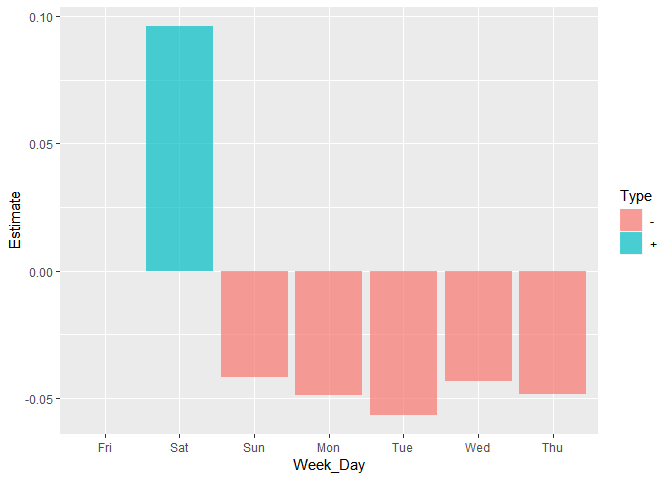 0.10
0.05
0.00
-0.05
Estimate
Fri Sat Sun Mon Tue Wed Thu
Week_Day
Type
-
+